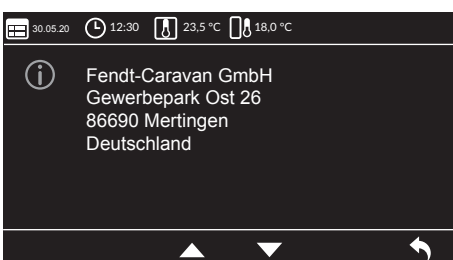 30.05.20 12:30 23,5 °C 18,0 °C
Fendt-Caravan GmbH
Gewerbepark Ost 26
86690 Mertingen
Deutschland